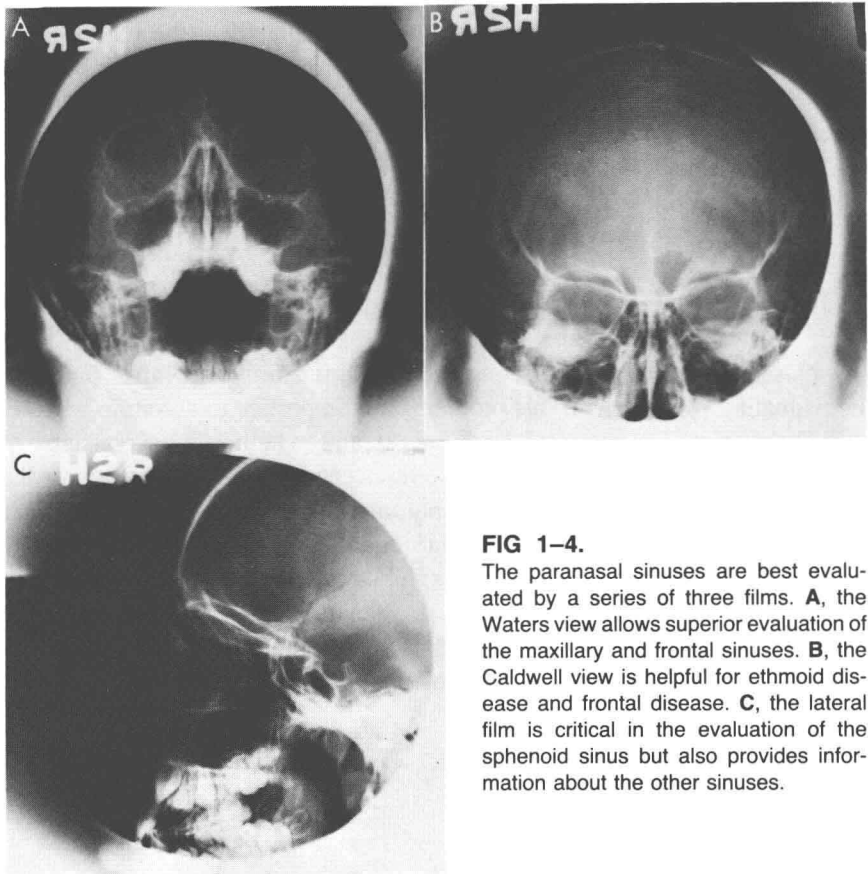 A RSH
B RSH
C H2R
FIG 1–4.
The paranasal sinuses are best evalu-
ated by a series of three films. A, the
Waters view allows superior evaluation of
the maxillary and frontal sinuses. B, the
Caldwell view is helpful for ethmoid dis-
ease and frontal disease. C, the lateral
film is critical in the evaluation of the
sphenoid sinus but also provides infor-
mation about the other sinuses.